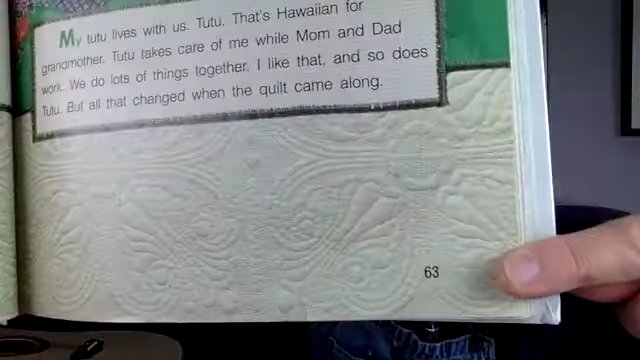 My tutu lives with us. Tutu. That's Hawaiian for
grandmother. Tutu takes care of me while Mom and Dad
work. We do lots of things together. I like that, and so does
Tutu. But all that changed when the quilt came along.
63